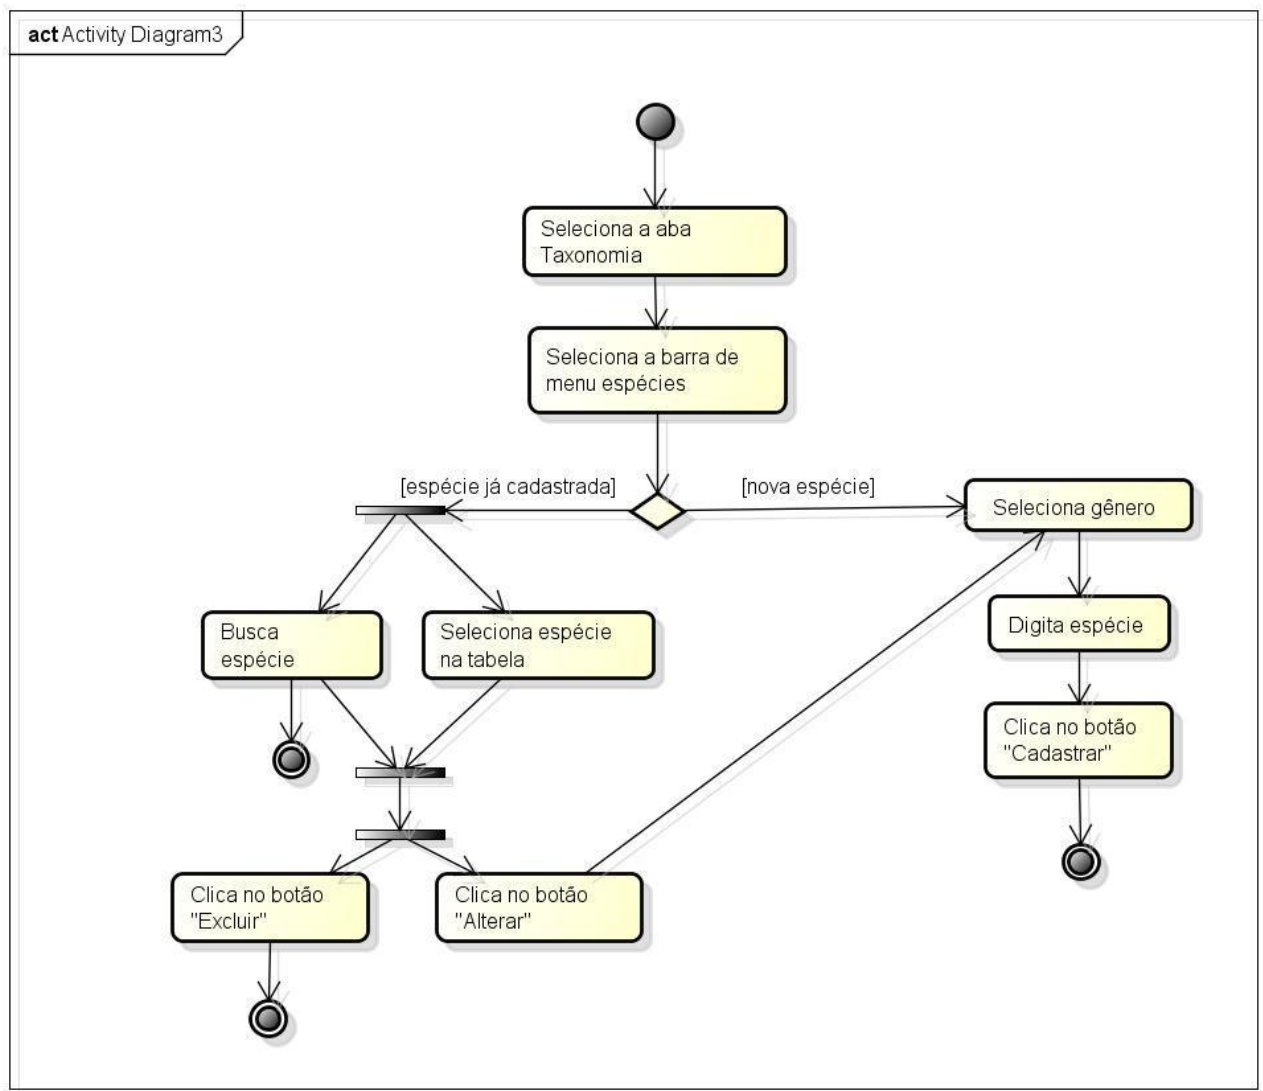 act Activity Diagram3
Seleciona a aba
Taxonomia
Seleciona a barra de
menu espécies
[espécie já cadastrada]
[nova espécie]
Seleciona gênero
Busca
espécie
Seleciona espécie
na tabela
Digita espécie
Clica no botão
"Cadastrar"
Clica no botão
"Excluir"
Clica no botão
"Alterar"